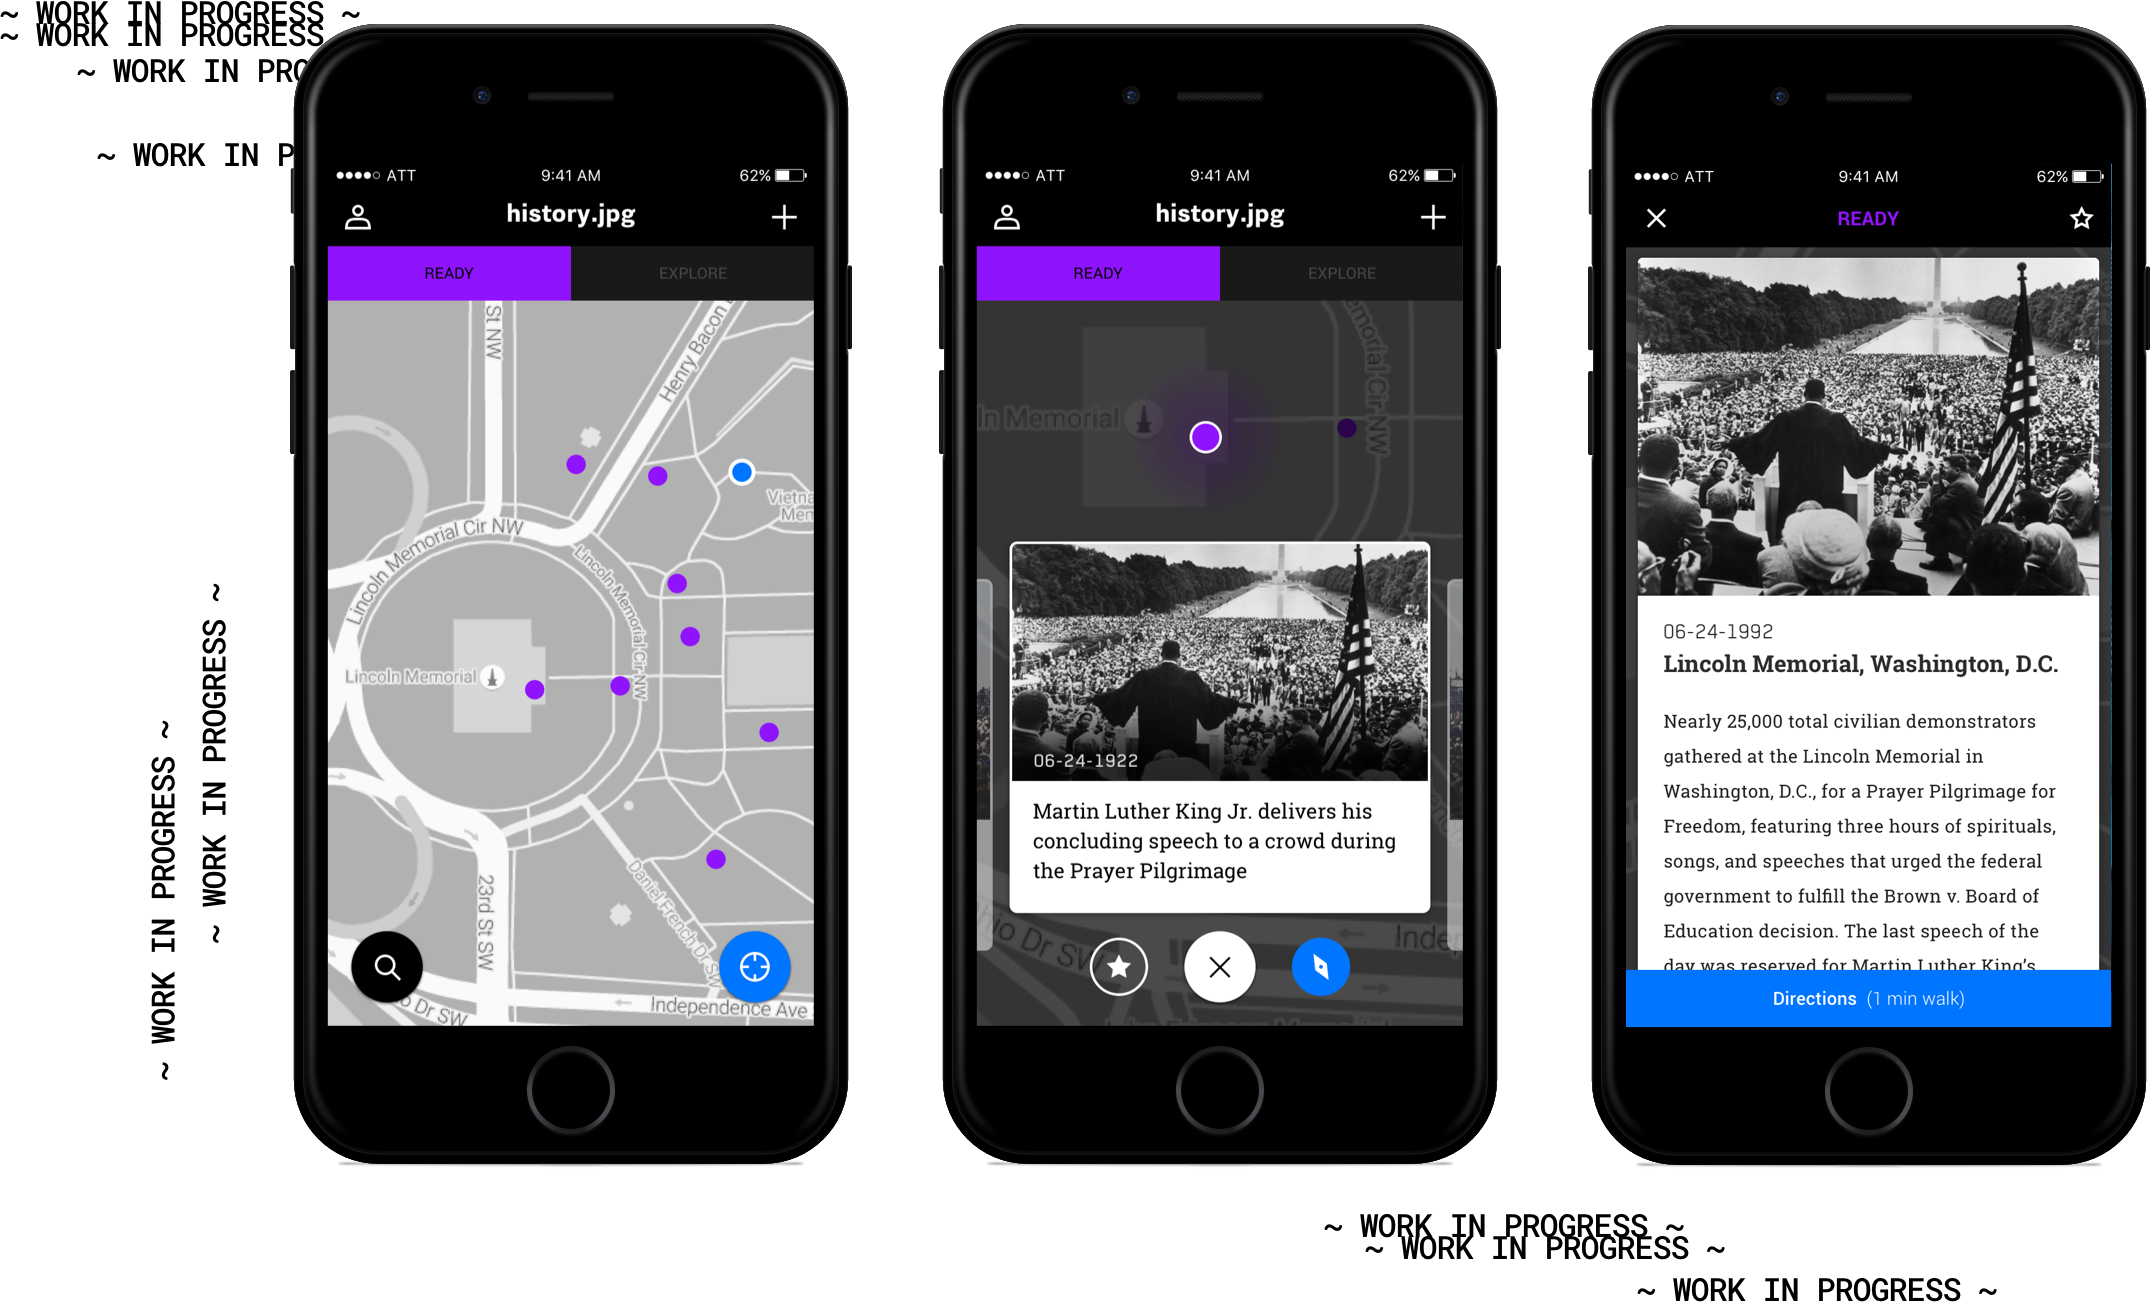 ~ WORK IN PROGRESS ~
~ WORK IN PROGRESS
~ WORK IN PRO
~ WORK IN P
~ WORK IN PROGRESS ~
~ WORK IN PROGRESS ~
ATT 9:41 AM 62%
history.jpg
READY EXPLORE
St NW
Henry Bacon
Vietna
Mem
Lincoln Memorial Cir NW
Lincoln Memorial Cir NW
Lincoln Memorial
Daniel French Dr SW
23rd St SW
io Dr SW
Independence Ave
ATT 9:41 AM 62%
history.jpg
READY EXPLORE
emorial Cir NW
ln Memorial
06-24-1922
Martin Luther King Jr. delivers his
concluding speech to a crowd during
the Prayer Pilgrimage
hio Dr SW
Indep
ATT 9:41 AM 62%
READY
06-24-1992
Lincoln Memorial, Washington, D.C.
Nearly 25,000 total civilian demonstrators
gathered at the Lincoln Memorial in
Washington, D.C., for a Prayer Pilgrimage for
Freedom, featuring three hours of spirituals,
songs, and speeches that urged the federal
government to fulfill the Brown v. Board of
Education decision. The last speech of the
day was reserved for Martin Luther King's
Directions (1 min walk)
~ WORK IN PROGRESS ~
~ WORK IN PROGRESS ~
~ WORK IN PROGRESS ~